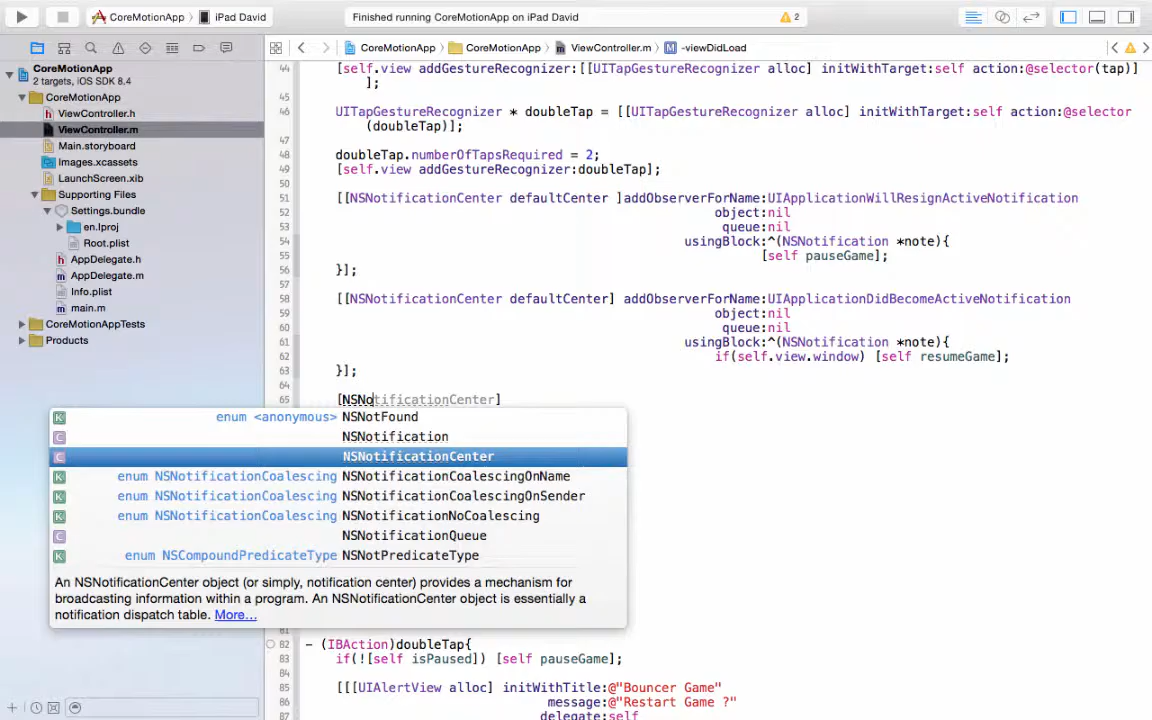 CoreMotionApp
iPad David
Finished running CoreMotionApp on iPad David
2
CoreMotionApp
CoreMotionApp
ViewController.m
M -viewDidLoad
CoreMotionApp
2 targets, iOS SDK 8.4
CoreMotionApp
h ViewController.h
m ViewController.m
Main.storyboard
Images.xcassets
LaunchScreen.xib
Supporting Files
Settings.bundle
en.lproj
Root.plist
h AppDelegate.h
m AppDelegate.m
Info.plist
m main.m
CoreMotionAppTests
Products
44 [self.view addGestureRecognizer:[[UITapGestureRecognizer alloc] initWithTarget:self action:@selector(tap)]
];
45
46 UITapGestureRecognizer * doubleTap = [[UITapGestureRecognizer alloc] initWithTarget:self action:@selector
(doubleTap)];
47
48 doubleTap.numberOfTapsRequired = 2;
49 [self.view addGestureRecognizer:doubleTap];
50
51 [[NSNotificationCenter defaultCenter ]addObserverForName:UIApplicationWillResignActiveNotification
52 object:nil
53 queue:nil
54 usingBlock:^(NSNotification *note){
55 [self pauseGame];
56 }];
57
58 [[NSNotificationCenter defaultCenter] addObserverForName:UIApplicationDidBecomeActiveNotification
59 object:nil
60 queue:nil
61 usingBlock:^(NSNotification *note){
62 if(self.view.window) [self resumeGame];
63 }];
64
65 [NSNotificationCenter]
K enum <anonymous> NSNotFound
C NSNotification
C NSNotificationCenter
K enum NSNotificationCoalescing NSNotificationCoalescingOnName
K enum NSNotificationCoalescing NSNotificationCoalescingOnSender
K enum NSNotificationCoalescing NSNotificationNoCoalescing
C NSNotificationQueue
K enum NSCompoundPredicateType NSNotPredicateType
An NSNotificationCenter object (or simply, notification center) provides a mechanism for
broadcasting information within a program. An NSNotificationCenter object is essentially a
notification dispatch table. More...
81
82 - (IBAction)doubleTap{
83 if(![self isPaused]) [self pauseGame];
84
85 [[[UIAlertView alloc] initWithTitle:@"Bouncer Game"
86 message:@"Restart Game ?"
87 delegate:self